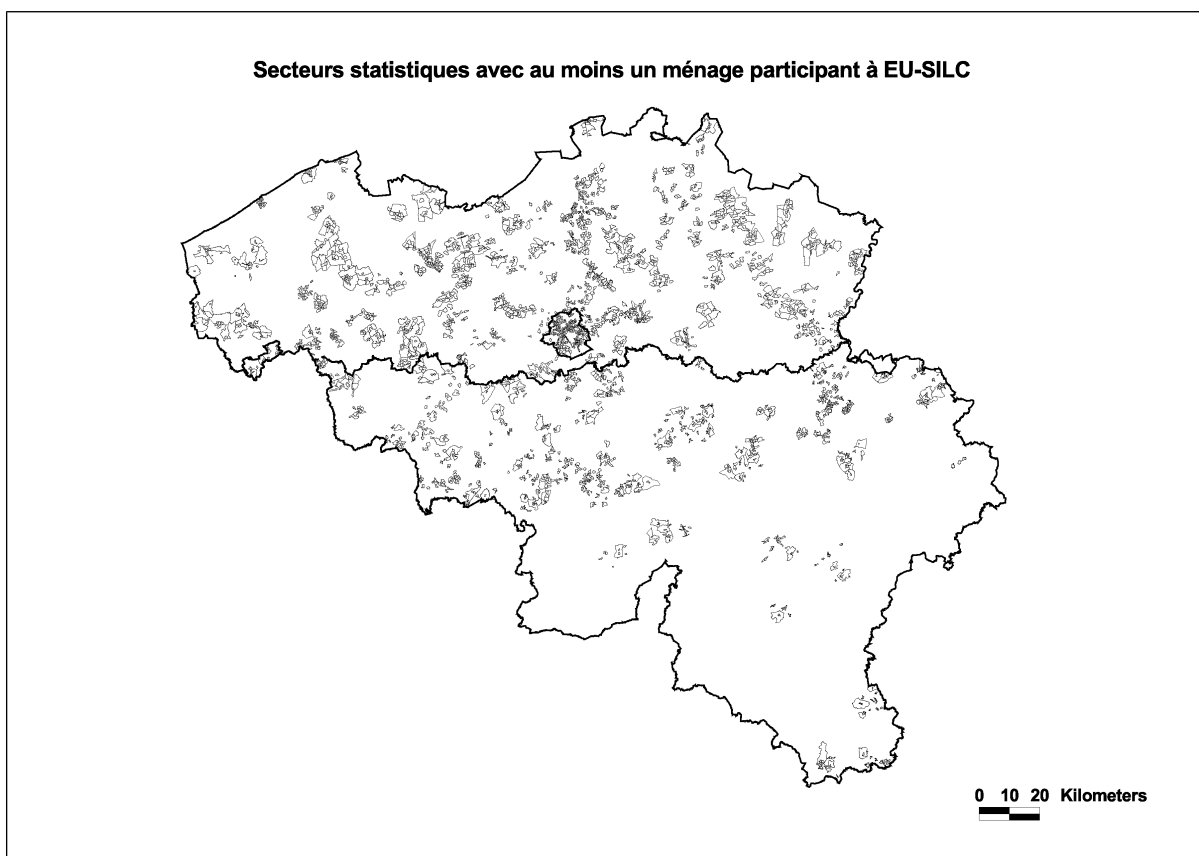 Secteurs statistiques avec au moins un ménage participant à EU-SILC
0 10 20 Kilometers